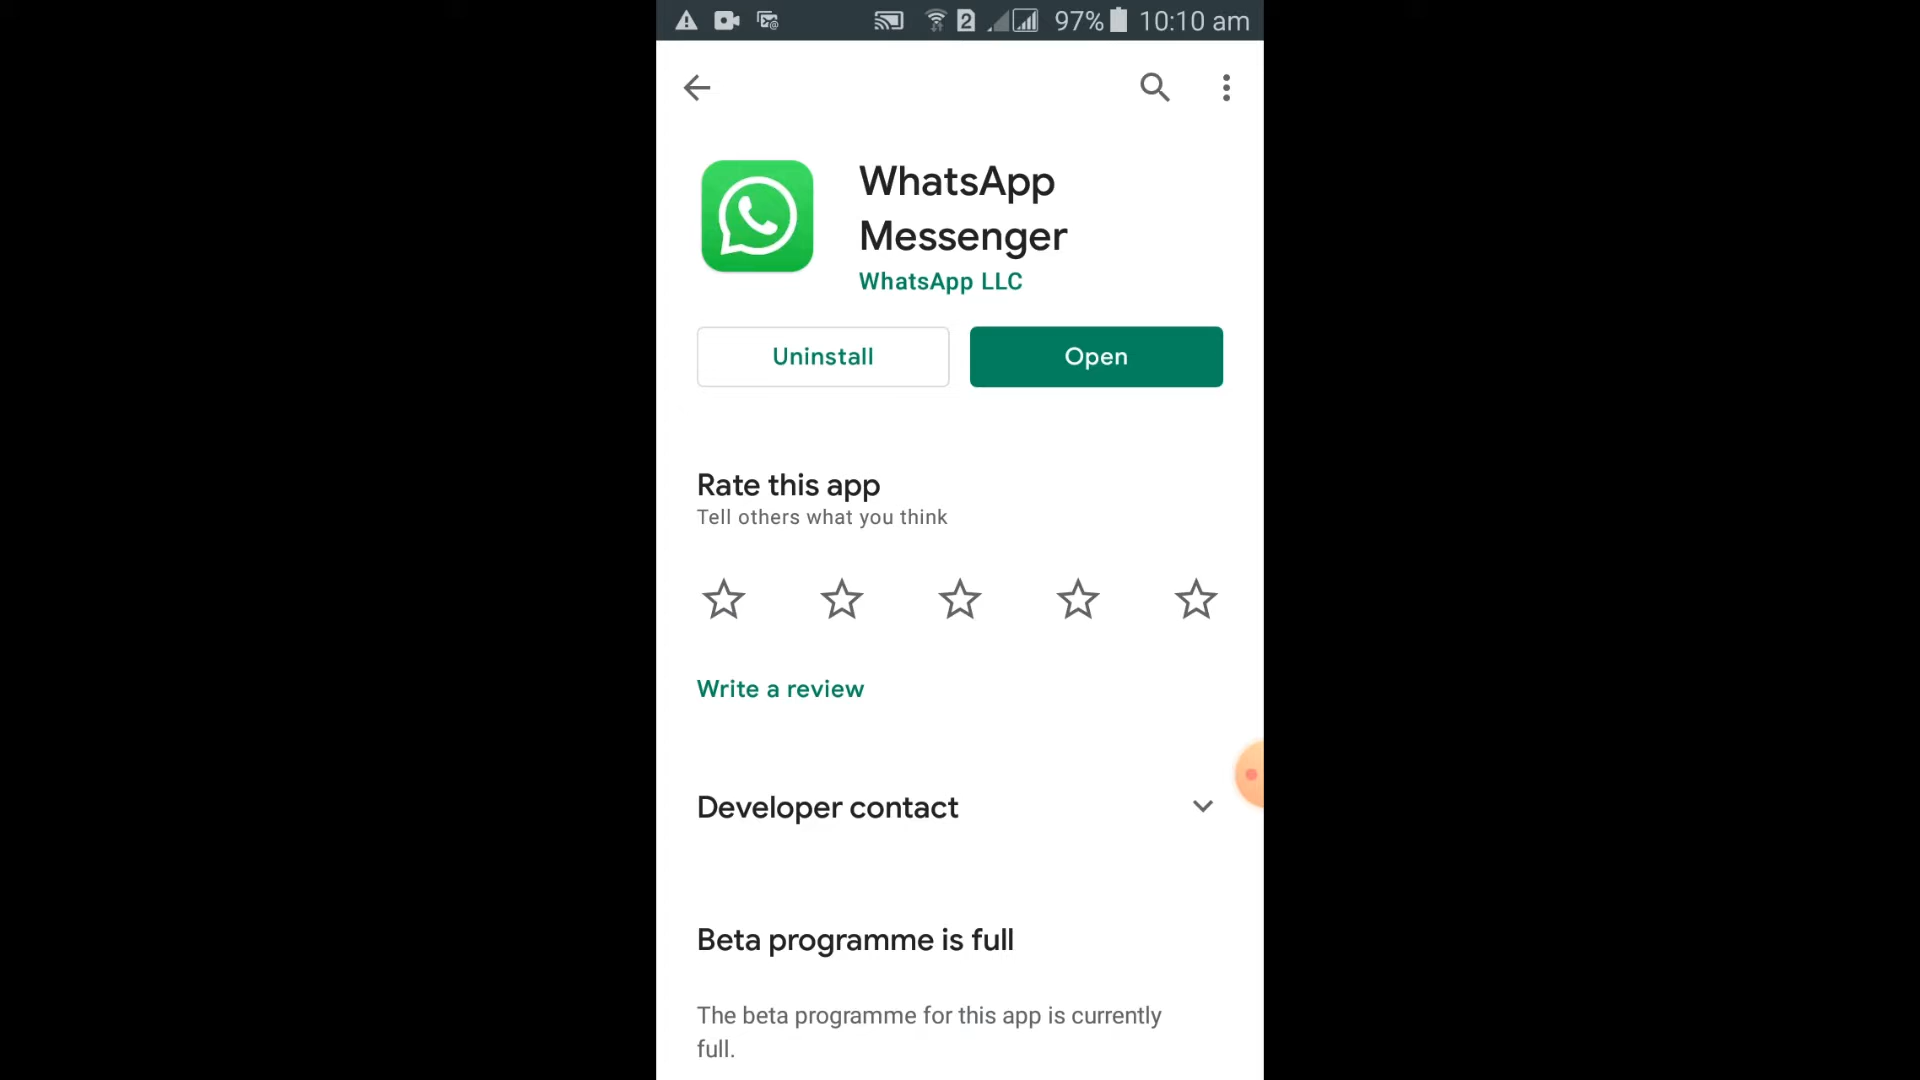 2 97% 10:10 am
WhatsApp
Messenger
WhatsApp LLC
Uninstall Open
Rate this app
Tell others what you think
Write a review
Developer contact
Beta programme is full
The beta programme for this app is currently
full.